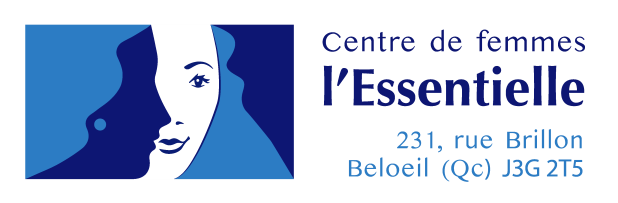 Centre de femmes
l'Essentielle
231, rue Brillon
Beloeil (Qc) J3G 2T5